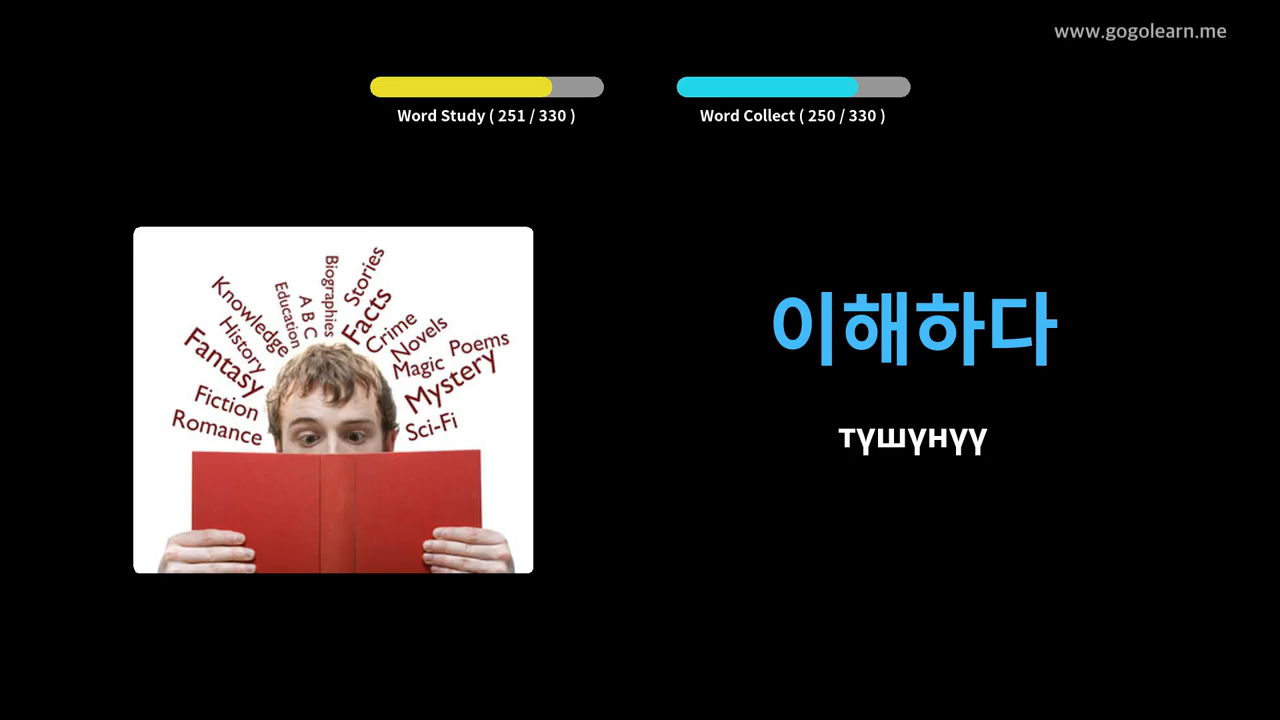 www.gogolearn.me
Word Study ( 251 / 330 )
Word Collect ( 250 / 330 )
Biographies
Stories
Education
A B C
Facts
Knowledge
Crime
History
Novels
Fantasy
Magic
Poems
Mystery
Fiction
Romance
Sci-Fi
이해하다
түшүнүү